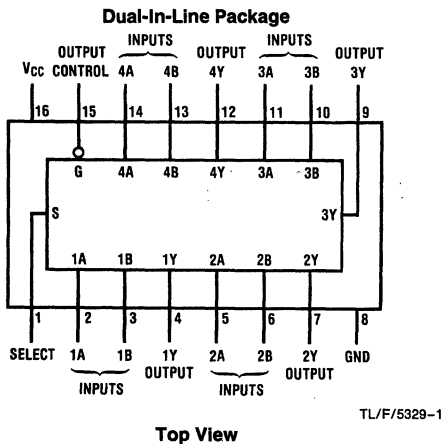 Dual-In-Line Package
OUTPUT INPUTS OUTPUT INPUTS OUTPUT
VCC CONTROL 4A 4B 4Y 3A 3B 3Y
16 15 14 13 12 11 10 9
G 4A 4B 4Y 3A 3B
S 3Y
1A 1B 1Y 2A 2B 2Y
1 2 3 4 5 6 7 8
SELECT 1A 1B 1Y 2A 2B 2Y GND
INPUTS OUTPUT INPUTS OUTPUT
TL/F/5329-1
Top View